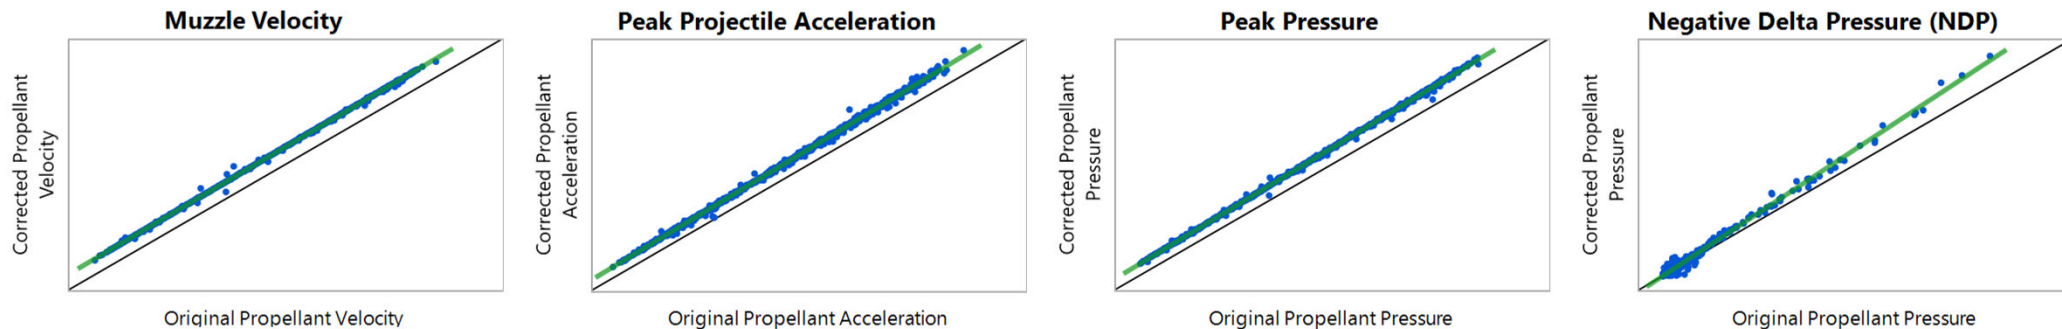 Muzzle Velocity
Corrected Propellant
Velocity
Original Propellant Velocity
Peak Projectile Acceleration
Corrected Propellant
Acceleration
Original Propellant Acceleration
Peak Pressure
Corrected Propellant
Pressure
Original Propellant Pressure
Negative Delta Pressure (NDP)
Corrected Propellant
Pressure
Original Propellant Pressure